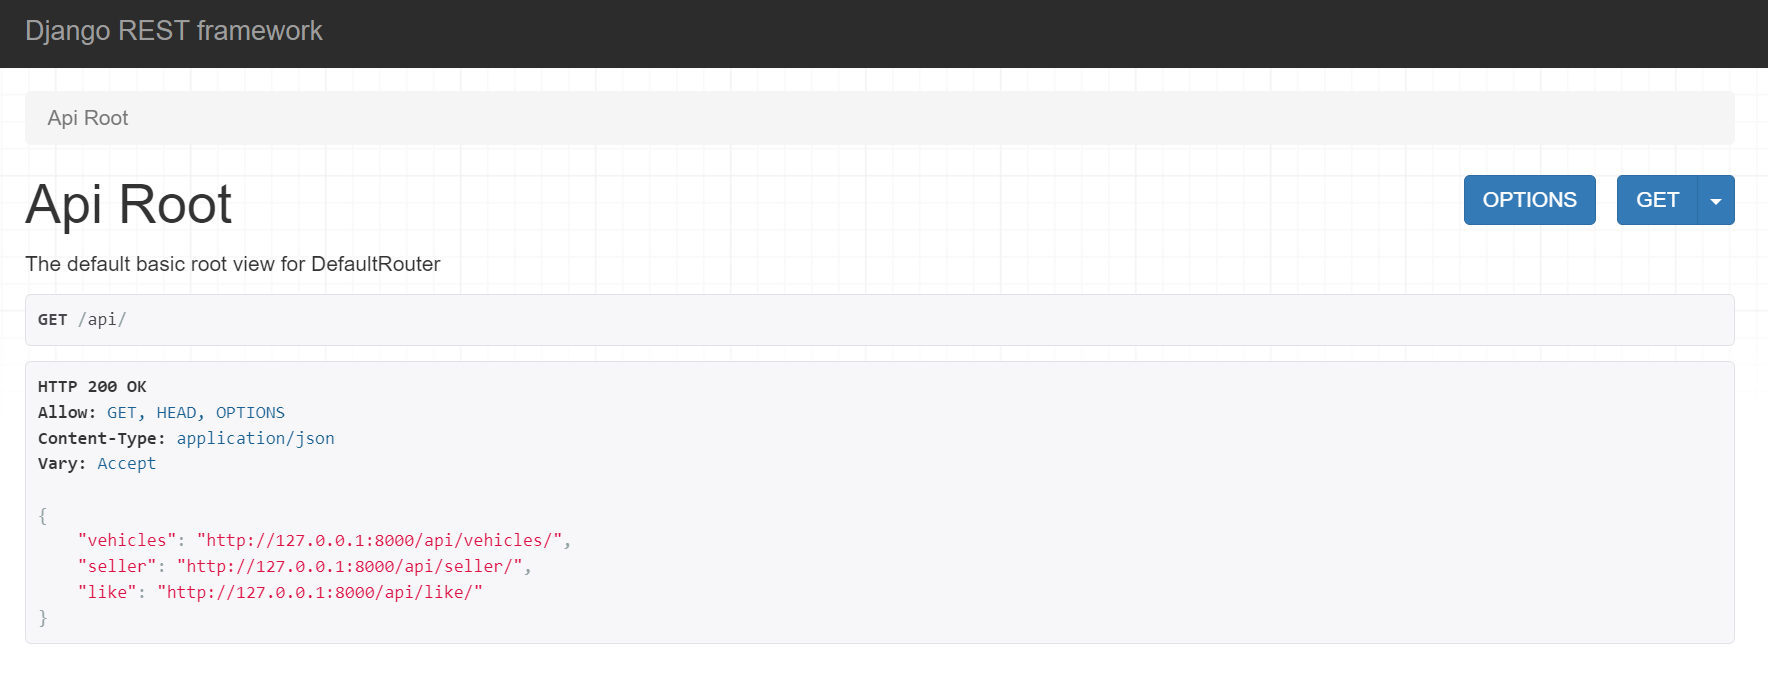 Django REST framework
Api Root
Api Root
OPTIONS
GET
The default basic root view for DefaultRouter
GET /api/
HTTP 200 OK
Allow: GET, HEAD, OPTIONS
Content-Type: application/json
Vary: Accept
{
    "vehicles": "http://127.0.0.1:8000/api/vehicles/",
    "seller": "http://127.0.0.1:8000/api/seller/",
    "like": "http://127.0.0.1:8000/api/like/"
}